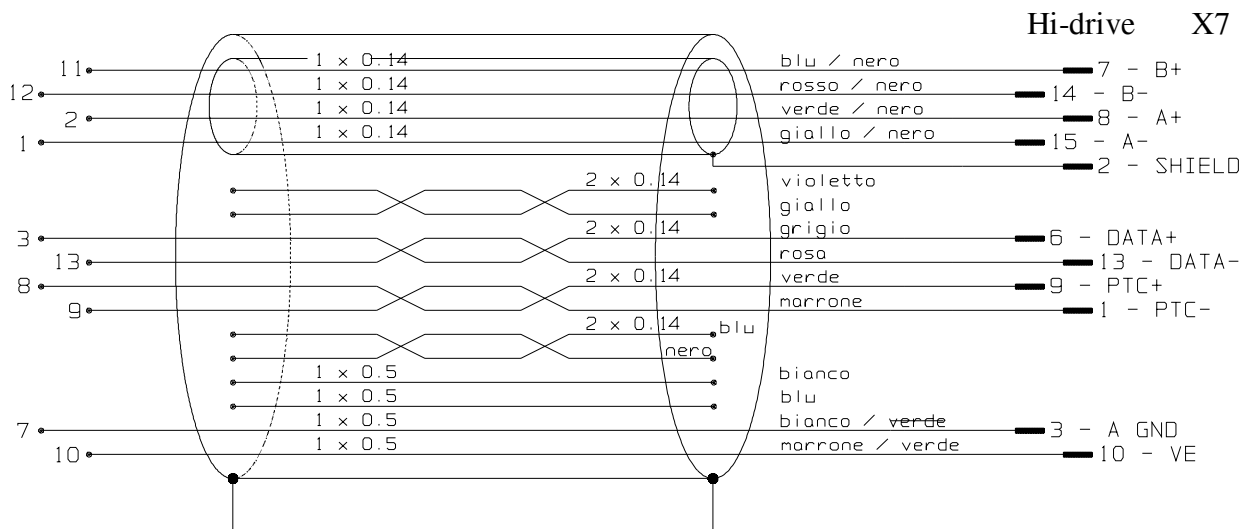 Hi-drive X7
11 1 x 0.14 blu / nero 7 - B+
12 1 x 0.14 rosso / nero 14 - B-
2 1 x 0.14 verde / nero 8 - A+
1 1 x 0.14 giallo / nero 15 - A-
2 - SHIELD
2 x 0.14 violetto
giallo
3 2 x 0.14 grigio 6 - DATA+
13 rosa 13 - DATA-
8 2 x 0.14 verde 9 - PTC+
9 marrone 1 - PTC-
2 x 0.14 blu
nero
1 x 0.5 bianco
1 x 0.5 blu
7 1 x 0.5 bianco / verde 3 - A GND
10 1 x 0.5 marrone / verde 10 - VE